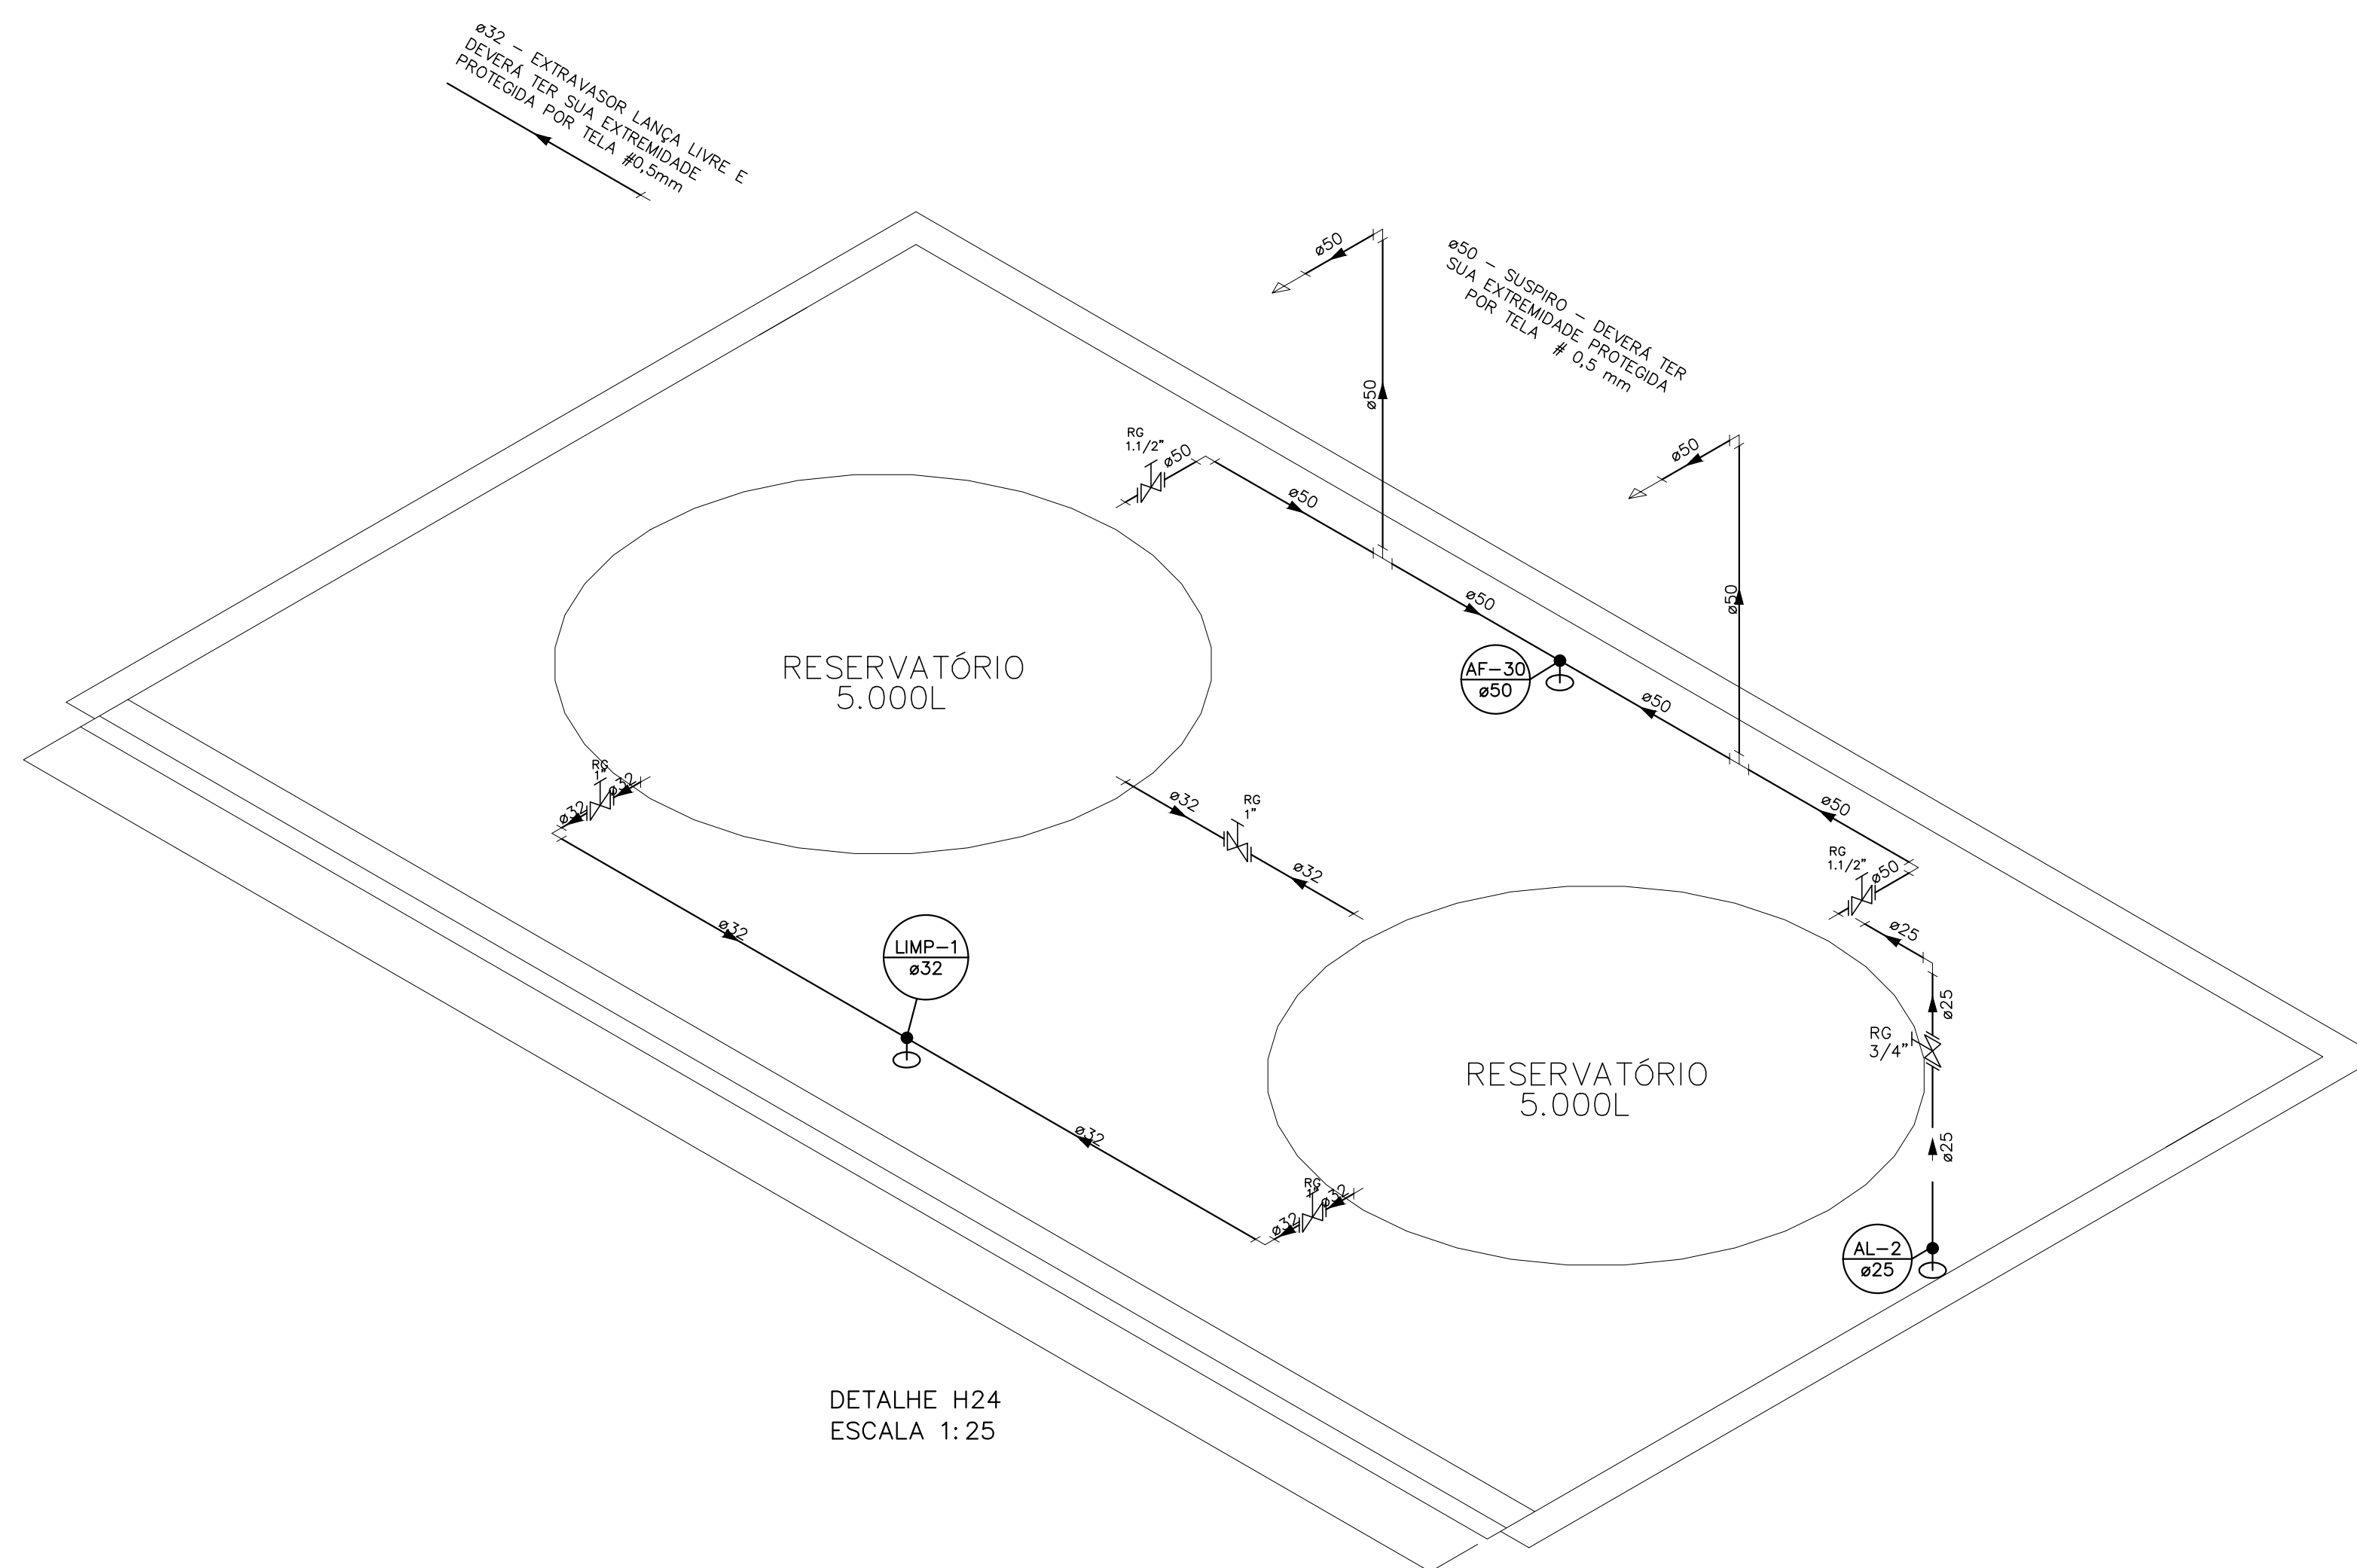 ø32 – EXTRAVASOR LANÇA LIVRE E
DEVERÁ TER SUA EXTREMIDADE
PROTEGIDA POR TELA #0,5mm
ø50
ø50 – SUSPIRO – DEVERÁ TER
SUA EXTREMIDADE PROTEGIDA
POR TELA # 0,5 mm
ø50
RG
1.1/2"
ø50
ø50
ø50
ø50
ø50
AF–30
ø50
ø50
RESERVATÓRIO
5.000L
RG
1"
ø32
ø32
ø32
RG
1"
ø32
ø50
RG
1.1/2"
ø50
ø25
ø32
LIMP–1
ø32
ø25
RG
3/4"
RESERVATÓRIO
5.000L
ø32
ø25
RG
1"
ø32
ø32
AL–2
ø25
DETALHE H24
ESCALA 1:25